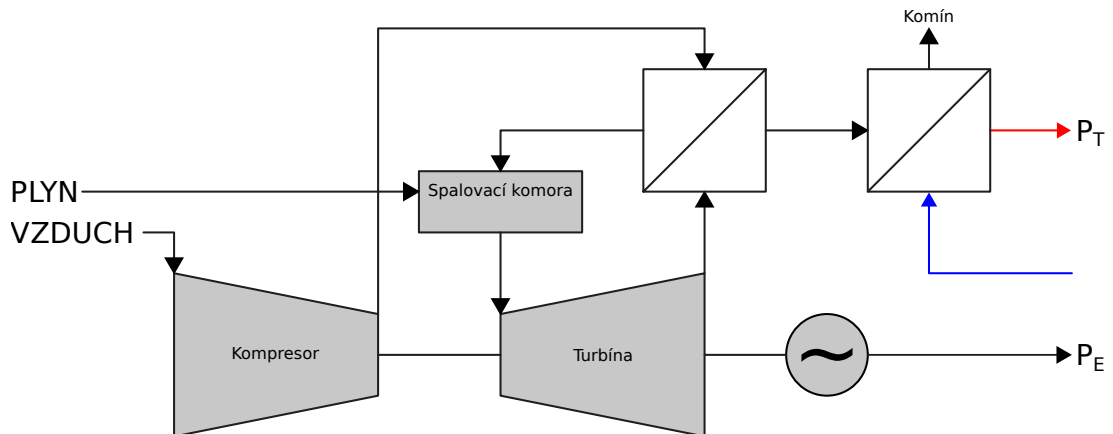 Komín
P_T
PLYN
Spalovací komora
VZDUCH
Kompresor
Turbína
~
P_E